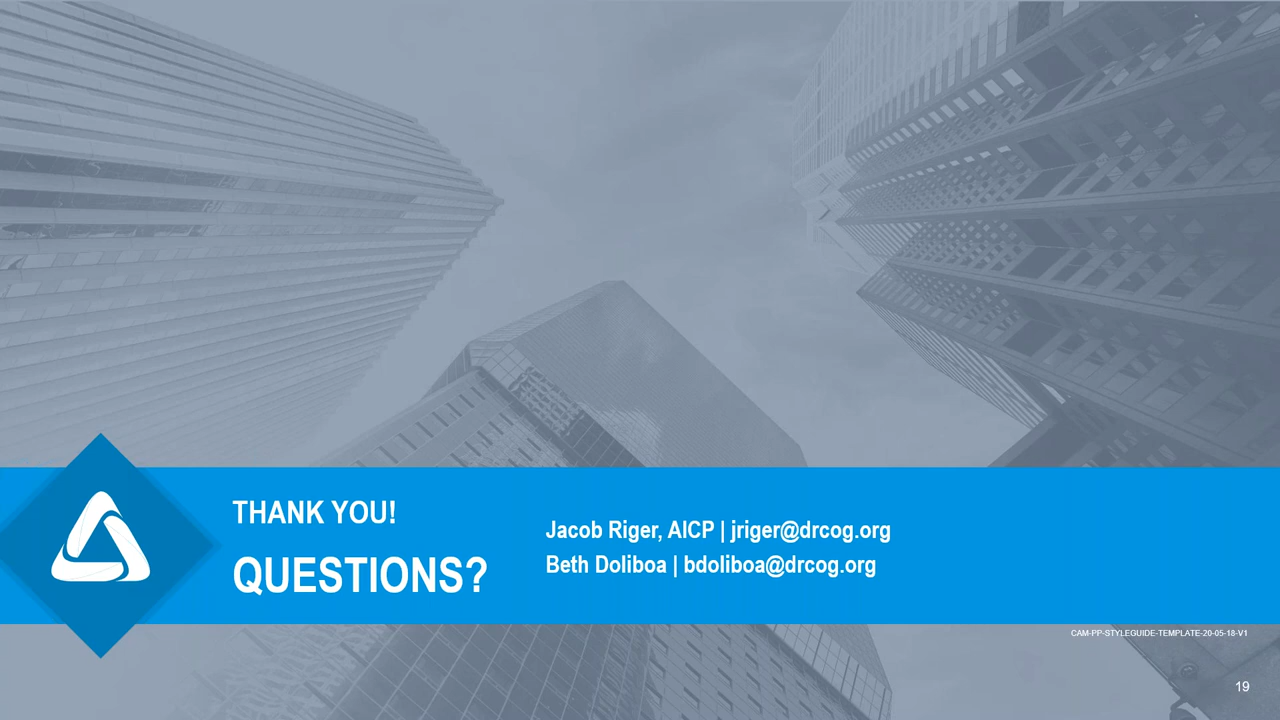 THANK YOU!
QUESTIONS?
Jacob Riger, AICP | jriger@drcog.org
Beth Doliboa | bdoliboa@drcog.org
CAM-PP-STYLEGUIDE-TEMPLATE-20-05-18-V1
19